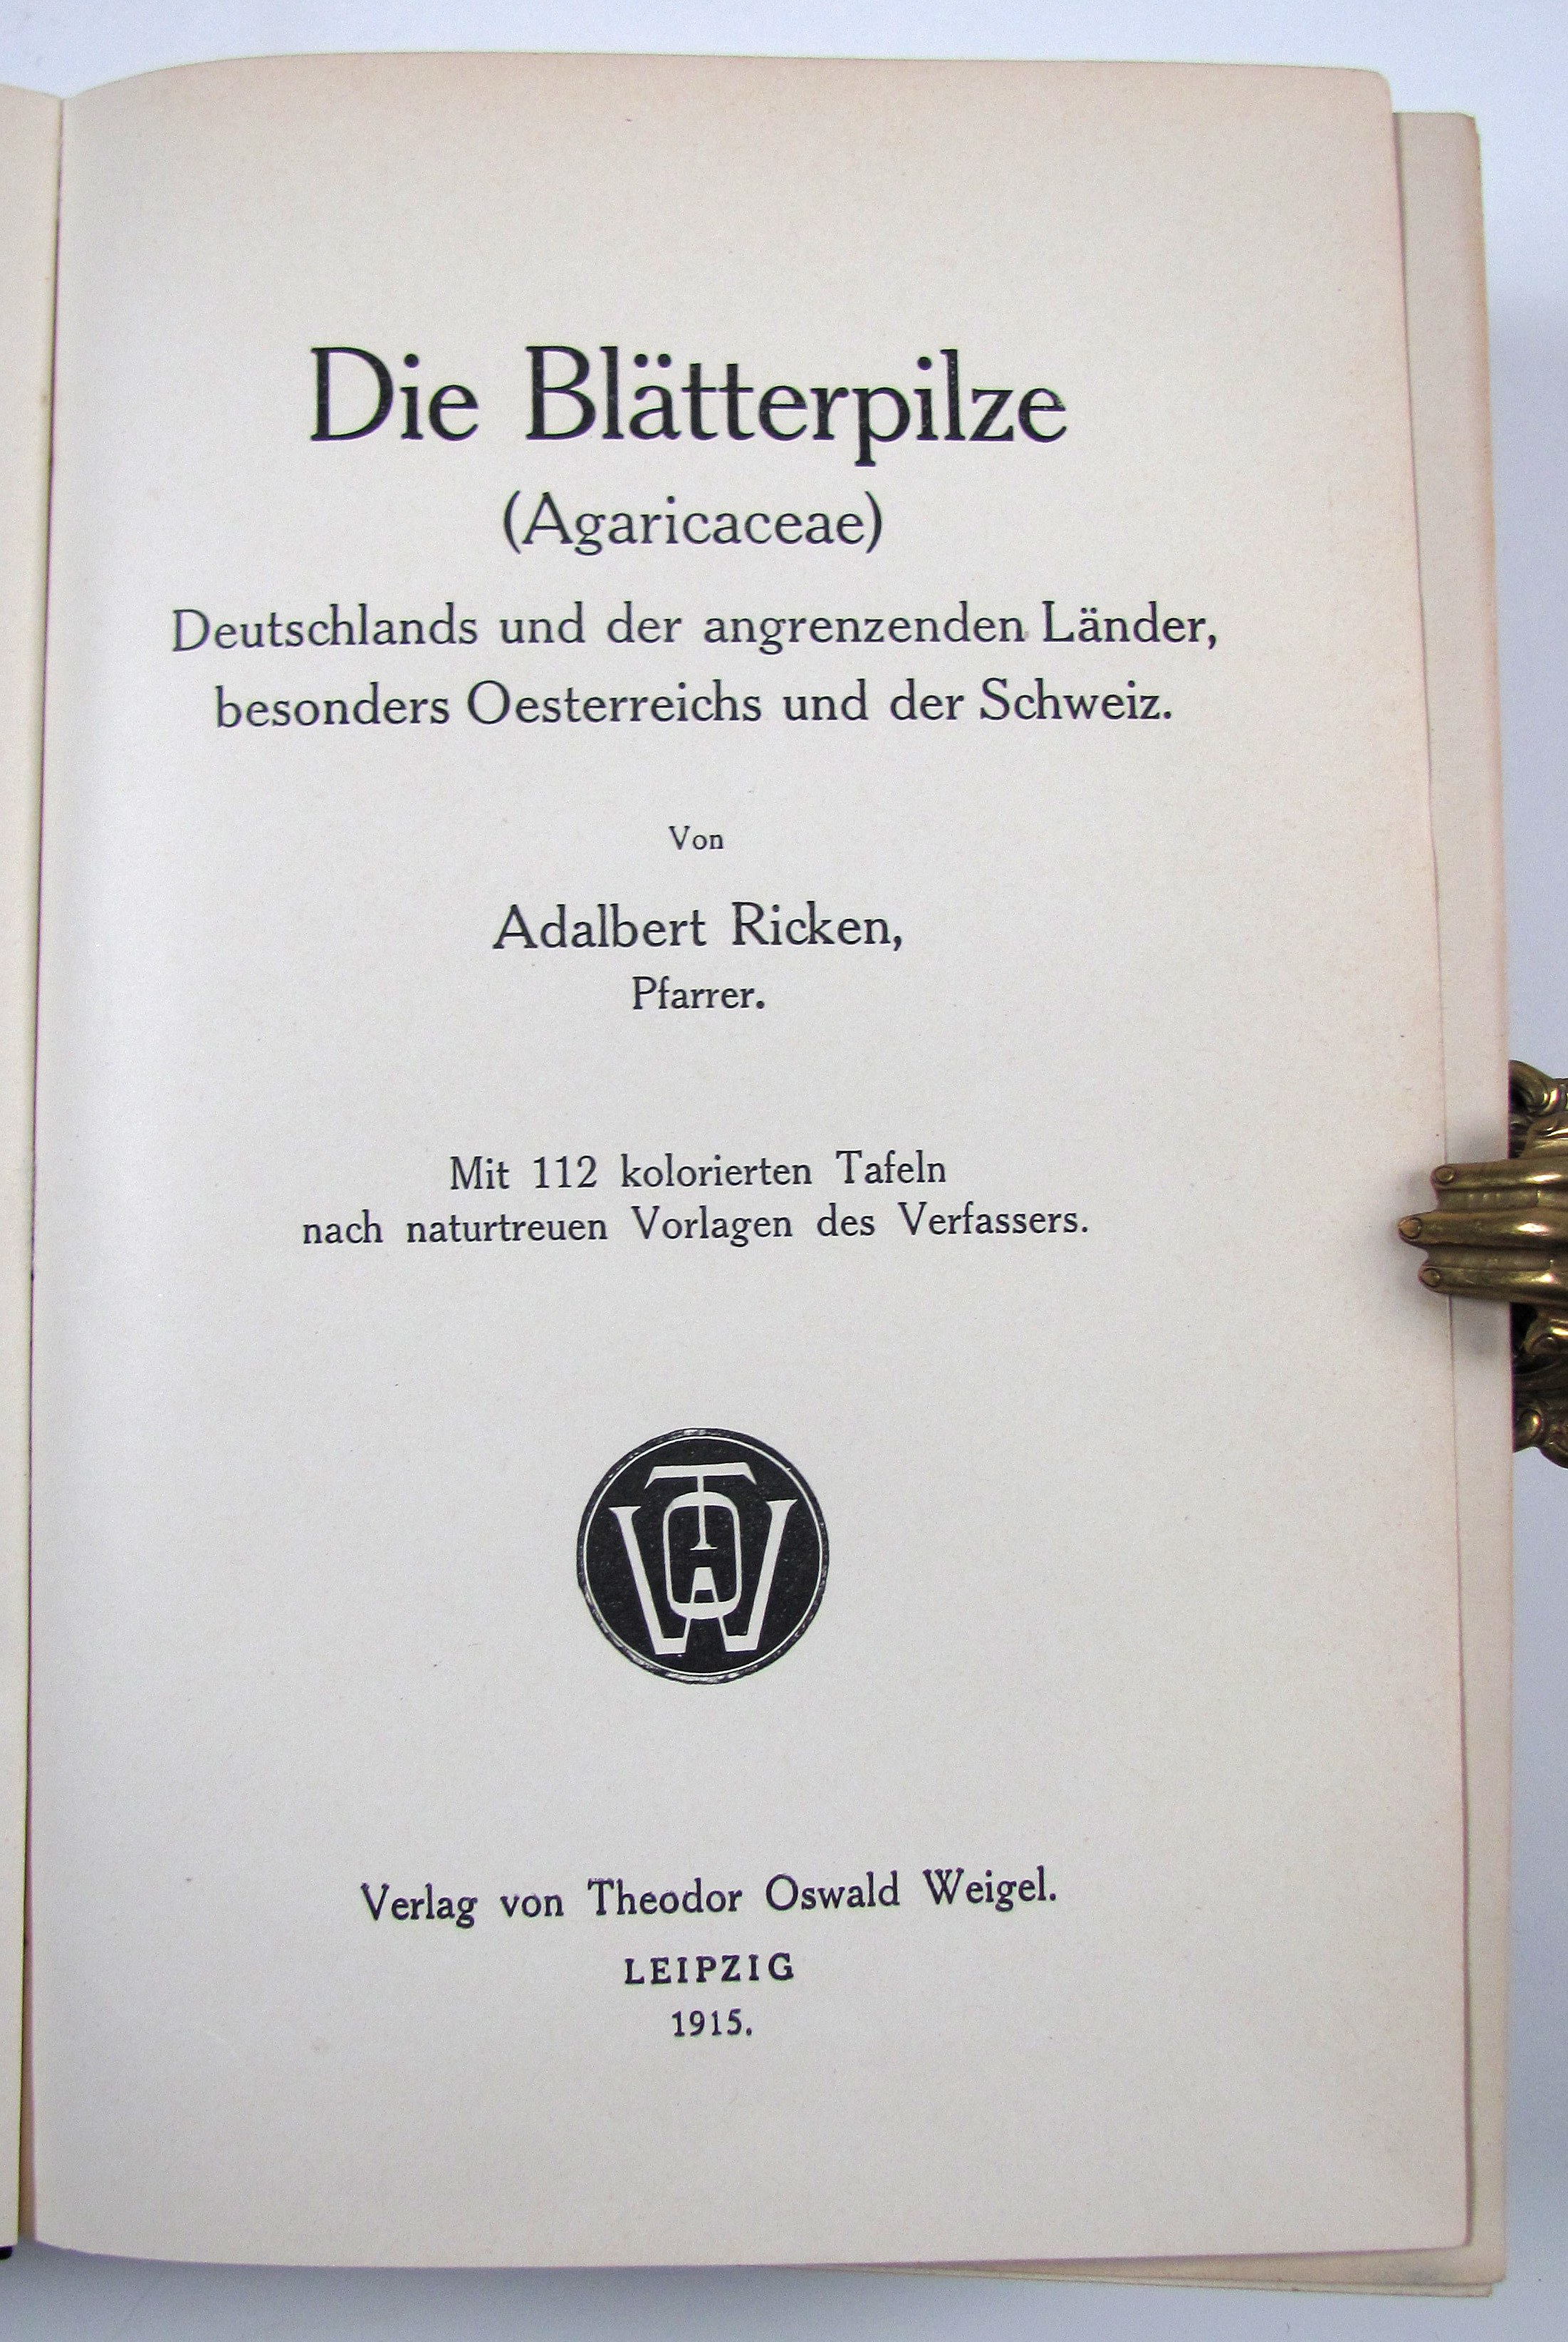 Die Blätterpilze
(Agaricaceae)
Deutschlands und der angrenzenden Länder,
besonders Oesterreichs und der Schweiz.
Von
Adalbert Ricken,
Pfarrer.
Mit 112 kolorierten Tafeln
nach naturtreuen Vorlagen des Verfassers.
TOW
Verlag von Theodor Oswald Weigel.
LEIPZIG
1915.